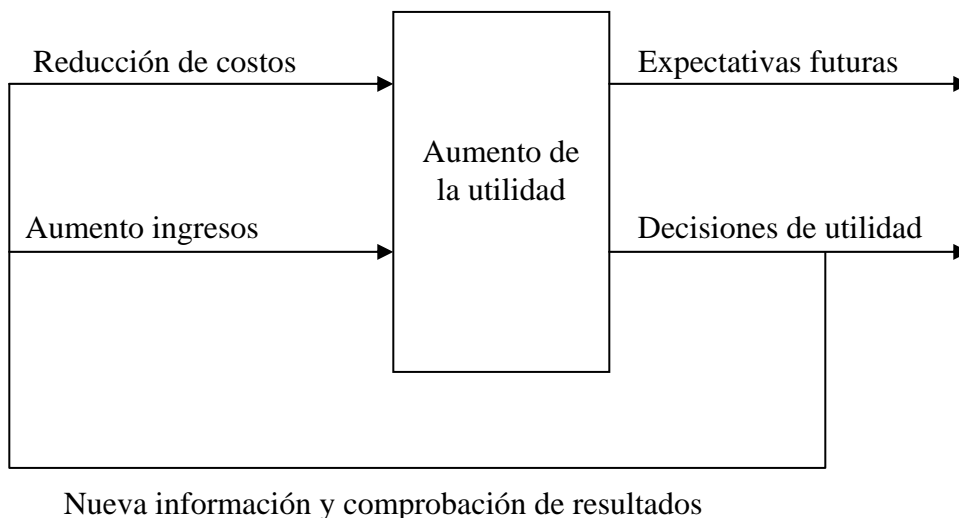 Reducción de costos
Expectativas futuras
Aumento de
la utilidad
Aumento ingresos
Decisiones de utilidad
Nueva información y comprobación de resultados